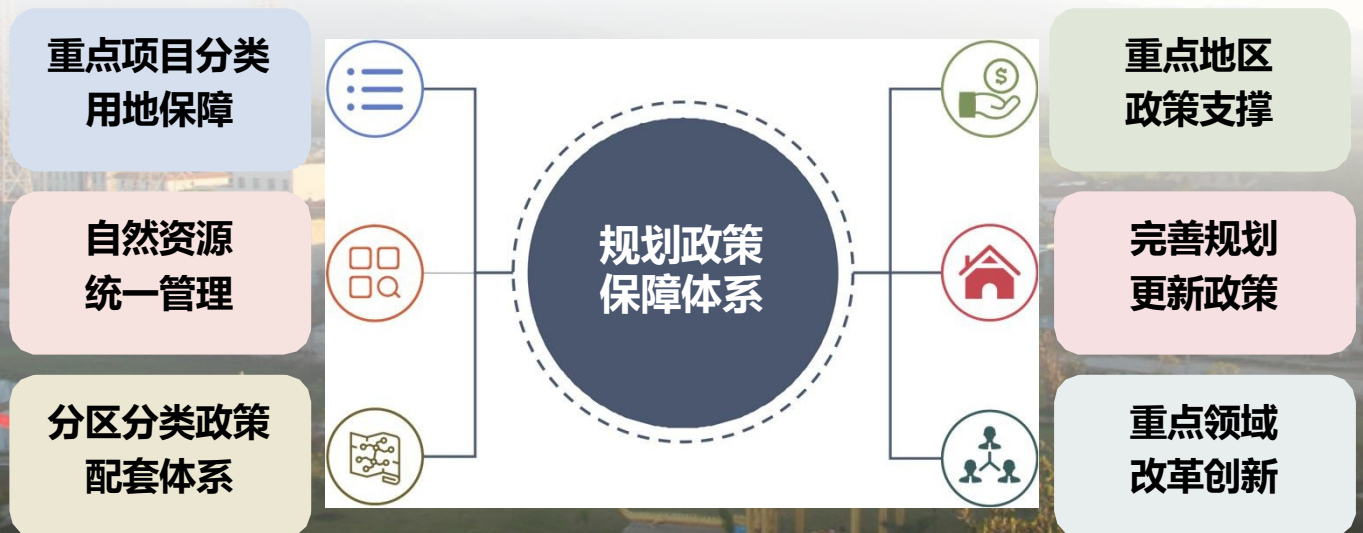 重点项目分类
用地保障
自然资源
统一管理
分区分类政策
配套体系
规划政策
保障体系
重点地区
政策支撑
完善规划
更新政策
重点领域
改革创新